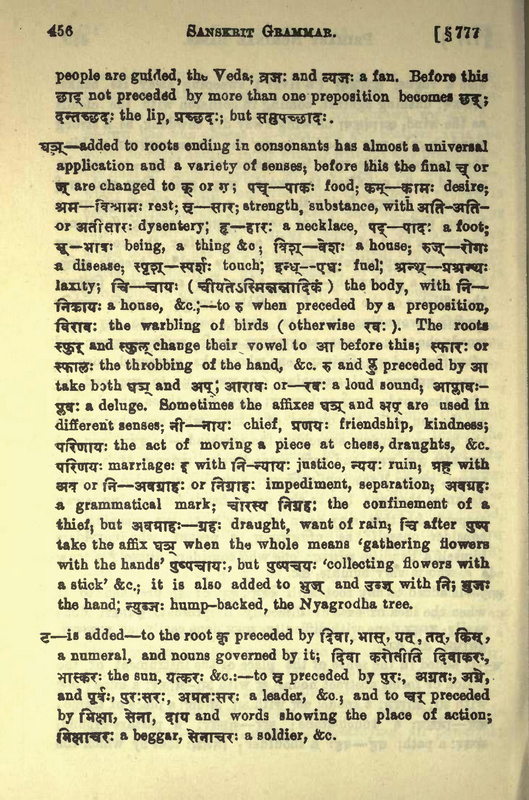 456 SANSKRIT GRAMMAR. [ § 777
people are guided, the Veda; व्रजः and व्यजः a fan. Before this
छाद् not preceded by more than one preposition becomes छद्;
दन्तच्छदः the lip, प्रच्छदः; but समुपच्छादः.
घञ्—added to roots ending in consonants has almost a universal
application and a variety of senses; before this the final च् or
ज् are changed to क् or ग्; पच्—पाकः food; कम्—कामः desire;
श्रम—विश्रामः rest; सृ—सार; strength, substance, with अति–अति–
or अतीसारः dysentery; हृ—हारः a necklace, पद्—पादः a foot;
भू—भावः being, a thing &c, विश्—वेशः a house; रुज्—रोगः
a disease; स्पृश्—स्पर्शः touch; इन्ध्—एधः fuel; श्रन्थ्—प्रश्रन्थः
laxity; चि—चायः ( चीयतेऽस्मिन्नन्नादिकं ) the body, with नि—
निकायः a house, &c.;—to रु when preceded by a preposition,
विरावः the warbling of birds ( otherwise रवः ). The roots
स्फुर् and स्फुल् change their vowel to आ before this; स्फारः or
स्फालः the throbbing of the hand, &c. रु and प्लु preceded by आ
take both घञ् and अप्; आरावः or—रवः a loud sound, आप्लावः–
प्लवः a deluge. Sometimes the affixes घञ् and अप् are used in
different senses; नी—नायः chief, प्रणयः friendship, kindness;
परिणायः the act of moving a piece at chess, draughts, &c.
परिणयः marriage: इ with नि–न्यायः justice, न्ययः ruin; ग्रह् with
अव or नि—अवग्राहः or निग्राहः impediment, separation; अवग्रहः
a grammatical mark; चोरस्य निग्रहः the confinement of a
thief; but अवग्राहः—ग्रहः draught, want of rain; चि after पुष्प
take the affix घञ् when the whole means 'gathering flowers
with the hands' पुष्पचायः, but पुष्पचयः 'collecting flowers with
a stick' &c.; it is also added to भुज् and उब्ज् with नि; भुजः
the hand; न्युब्जः hump-backed, the Nyagrodha tree.
ट—is added—to the root कृ preceded by दिवा, भास्, यत्, तत्, किम्,
a numeral, and nouns governed by it; दिवा करोतीति दिवाकरः,
भास्करः the sun, यत्करः &c.:—to सृ preceded by पुरः, अग्रतः, अग्रे,
and पूर्वः, पुरःसरः, अग्रतःसरः a leader, &c.; and to चर् preceded
by भिक्षा, सेना, दाय and words showing the place of action;
भिक्षाचरः a beggar, सेनाचरः a soldier, &c.